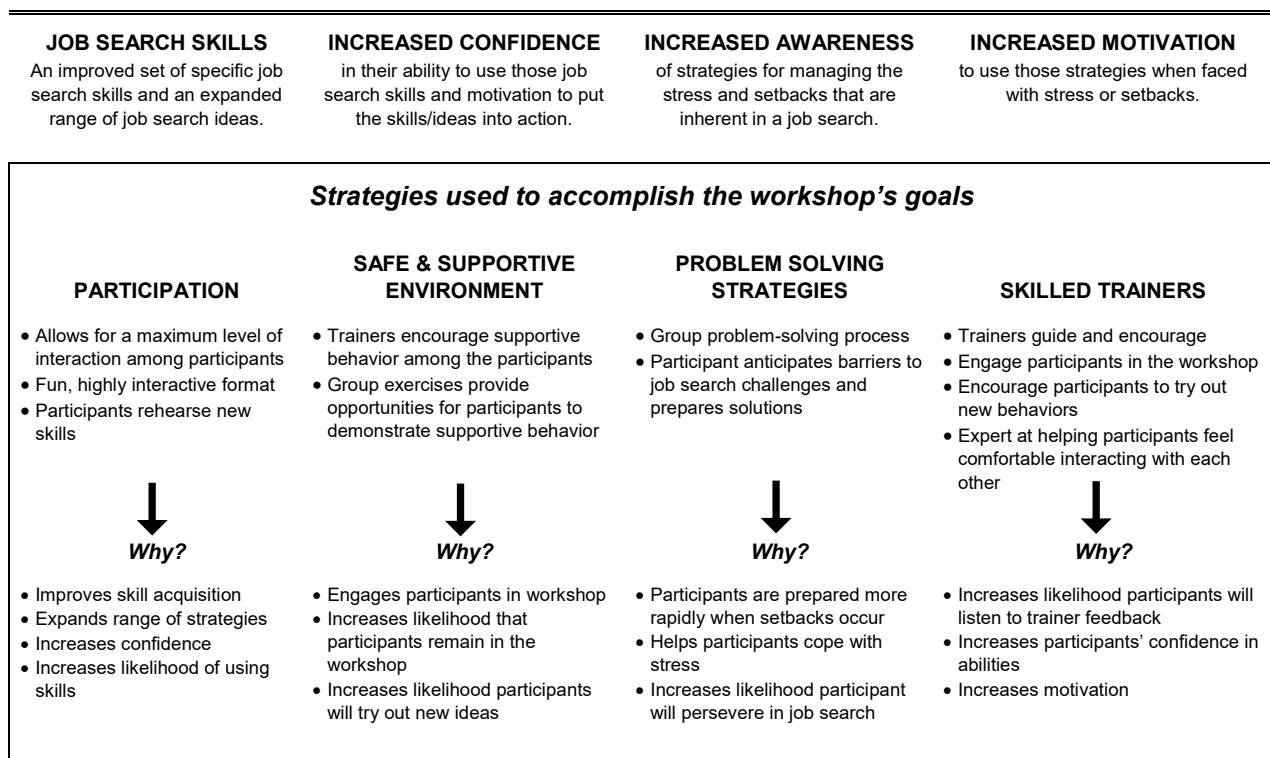 JOB SEARCH SKILLS
An improved set of specific job
search skills and an expanded
range of job search ideas.
INCREASED CONFIDENCE
in their ability to use those job
search skills and motivation to put
the skills/ideas into action.
INCREASED AWARENESS
of strategies for managing the
stress and setbacks that are
inherent in a job search.
INCREASED MOTIVATION
to use those strategies when faced
with stress or setbacks.
Strategies used to accomplish the workshop’s goals
PARTICIPATION
• Allows for a maximum level of
interaction among participants
• Fun, highly interactive format
• Participants rehearse new
skills
Why?
• Improves skill acquisition
• Expands range of strategies
• Increases confidence
• Increases likelihood of using
skills
SAFE & SUPPORTIVE
ENVIRONMENT
• Trainers encourage supportive
behavior among the participants
• Group exercises provide
opportunities for participants to
demonstrate supportive behavior
Why?
• Engages participants in workshop
• Increases likelihood that
participants remain in the
workshop
• Increases likelihood participants
will try out new ideas
PROBLEM SOLVING
STRATEGIES
• Group problem-solving process
• Participant anticipates barriers to
job search challenges and
prepares solutions
Why?
• Participants are prepared more
rapidly when setbacks occur
• Helps participants cope with
stress
• Increases likelihood participant
will persevere in job search
SKILLED TRAINERS
• Trainers guide and encourage
• Engage participants in the workshop
• Encourage participants to try out
new behaviors
• Expert at helping participants feel
comfortable interacting with each
other
Why?
• Increases likelihood participants will
listen to trainer feedback
• Increases participants’ confidence in
abilities
• Increases motivation